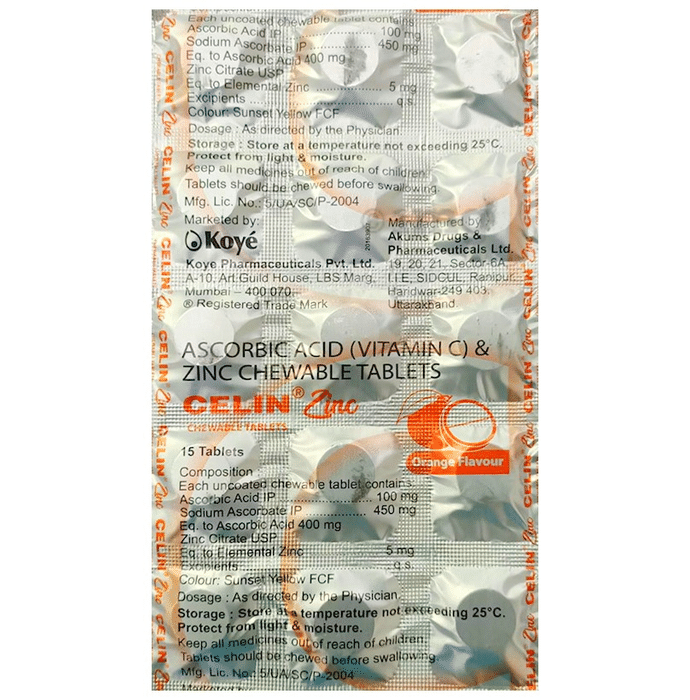 Each uncoated chewable tablet contains
Ascorbic Acid IP 100 mg
Sodium Ascorbate IP 450 mg
Eq. to Ascorbic Acid 400 mg
Zinc Citrate USP
Eq. to Elemental Zinc 5 mg
Excipients q.s.
Colour: Sunset Yellow FCF
Dosage : As directed by the Physician.
Storage : Store at a temperature not exceeding 25°C.
Protect from light & moisture.
Keep all medicines out of reach of children.
Tablets should be chewed before swallowing.
Mfg. Lic. No.: 5/UA/SC/P-2004
Marketed by:
Koyé
Koye Pharmaceuticals Pvt. Ltd.
A-10, Art Guild House, LBS Marg,
Mumbai – 400 070.
® Registered Trade Mark
Manufactured by:
Akums Drugs &
Pharmaceuticals Ltd.
19, 20, 21, Sector-6A,
I.I.E, SIDCUL, Ranipur,
Haridwar-249 403,
Uttarakhand.
ASCORBIC ACID (VITAMIN C) &
ZINC CHEWABLE TABLETS
CELIN® Zinc
CHEWABLE TABLETS
Orange Flavour
15 Tablets
Composition :
Each uncoated chewable tablet contains
Ascorbic Acid IP 100 mg
Sodium Ascorbate IP 450 mg
Eq. to Ascorbic Acid 400 mg
Zinc Citrate USP
Eq. to Elemental Zinc 5 mg
Excipients q.s.
Colour: Sunset Yellow FCF
Dosage : As directed by the Physician.
Storage : Store at a temperature not exceeding 25°C.
Protect from light & moisture.
Keep all medicines out of reach of children.
Tablets should be chewed before swallowing.
Mfg. Lic. No.: 5/UA/SC/P-2004
Marketed by:
CELIN Zinc
CELIN Zinc
CELIN Zinc
CELIN Zinc
CELIN Zinc
CELIN Zinc